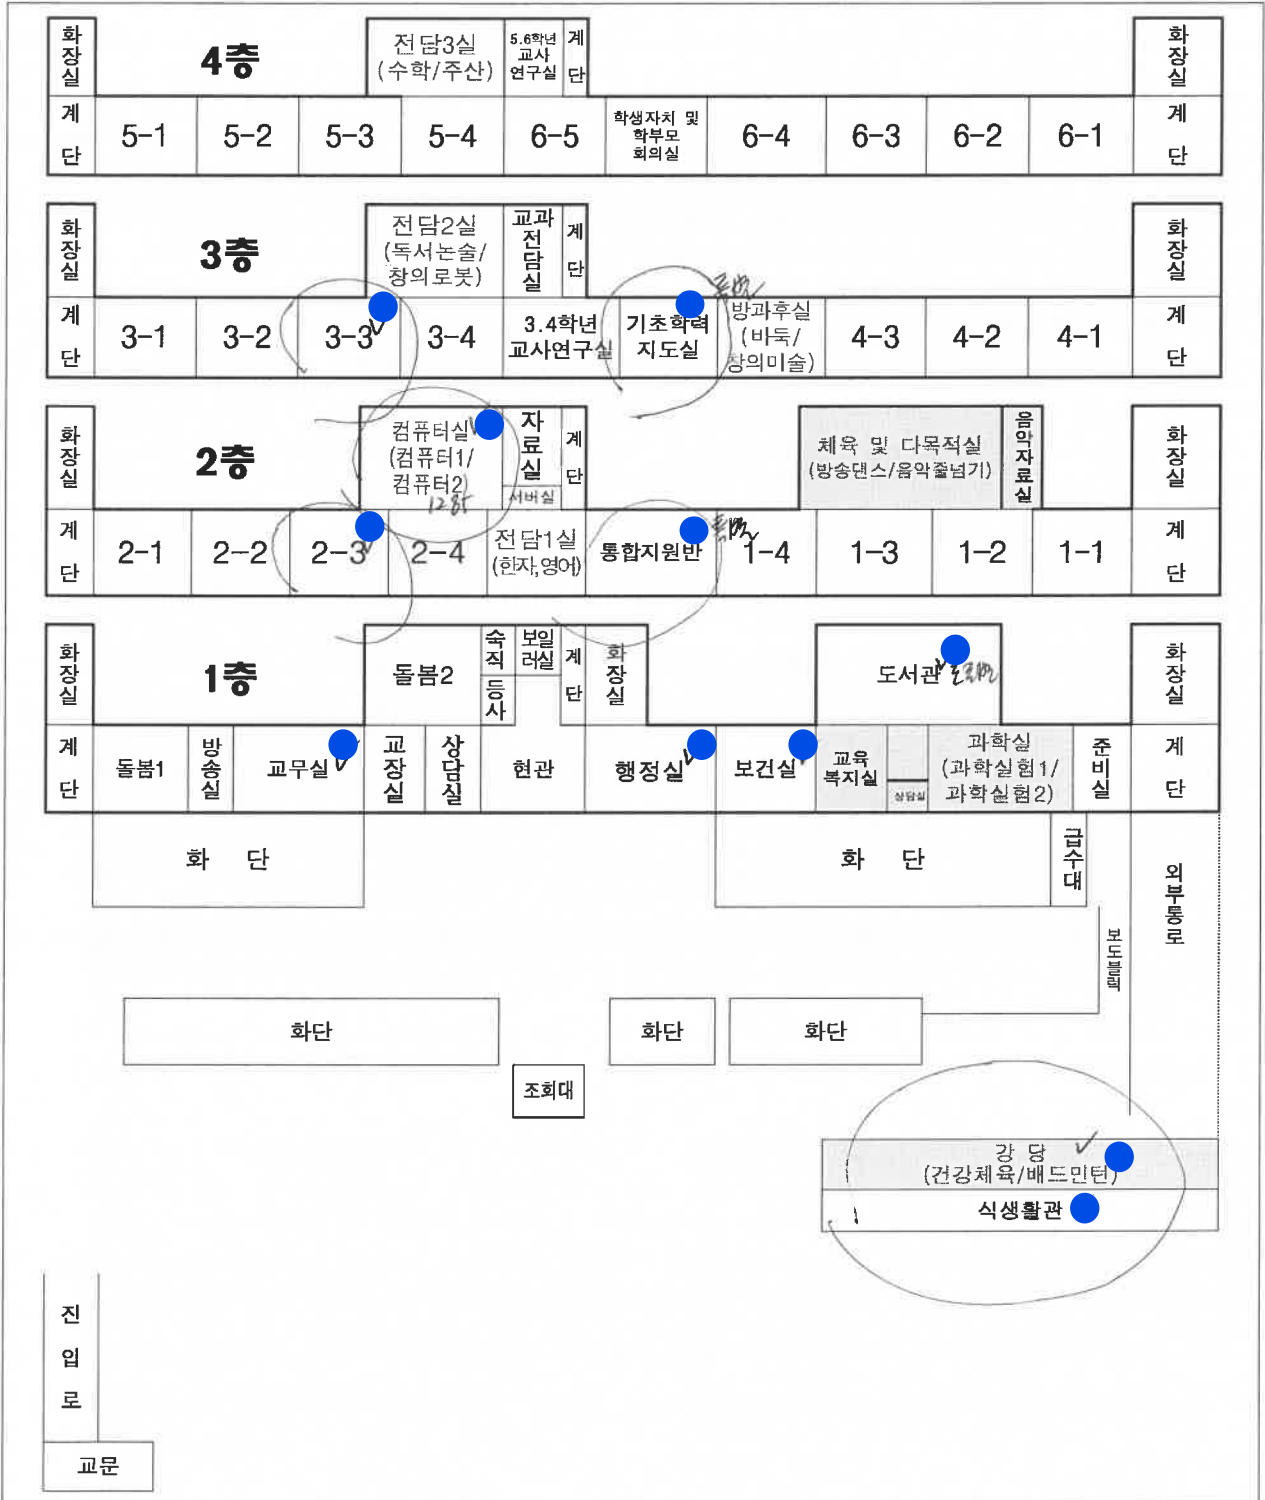 화장실
4층
전담3실
(수학/주산)
5.6학년
교사
연구실
계단
화장실
계단
5-1
5-2
5-3
5-4
6-5
학생자치 및
학부모
회의실
6-4
6-3
6-2
6-1
계단
화장실
3층
전담2실
(독서논술/
창의로봇)
교과전담실
계단
화장실
계단
3-1
3-2
3-3
3-4
3.4학년
교사연구실
기초학력
지도실
방과후실
(바둑/
창의미술)
4-3
4-2
4-1
계단
화장실
2층
컴퓨터실
(컴퓨터1/
컴퓨터2)
자료실
서버실
계단
체육 및 다목적실
(방송댄스/음악줄넘기)
음악자료실
화장실
계단
2-1
2-2
2-3
2-4
전담1실
(한자,영어)
통합지원반
1-4
1-3
1-2
1-1
계단
화장실
1층
돌봄2
숙직
등사
보일러실
계단
화장실
도서관
화장실
계단
돌봄1
방송실
교무실
교장실
상담실
현관
행정실
보건실
교육
복지실
상담실
과학실
(과학실험1/
과학실험2)
준비실
계단
화 단
화 단
급수대
외부통로
보도블럭
화단
화단
화단
조회대
강 당
(건강체육/배드민턴)
식생활관
진입로
교문